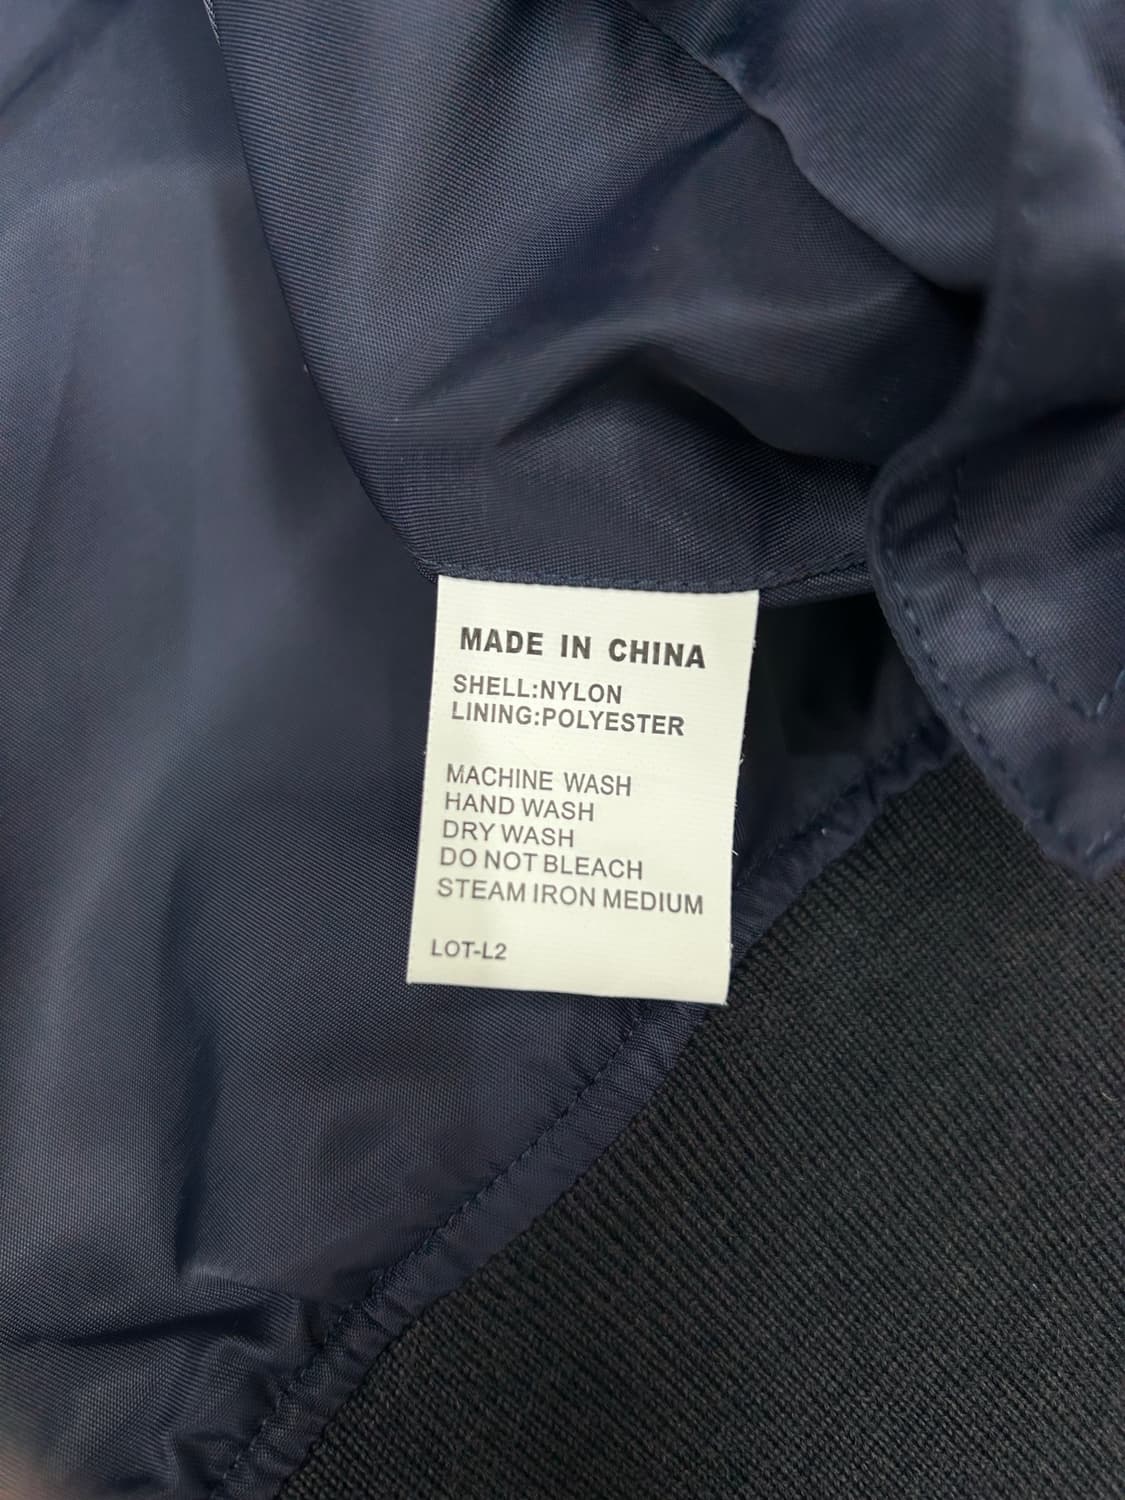 MADE IN CHINA
SHELL:NYLON
LINING:POLYESTER
MACHINE WASH
HAND WASH
DRY WASH
DO NOT BLEACH
STEAM IRON MEDIUM
LOT-L2